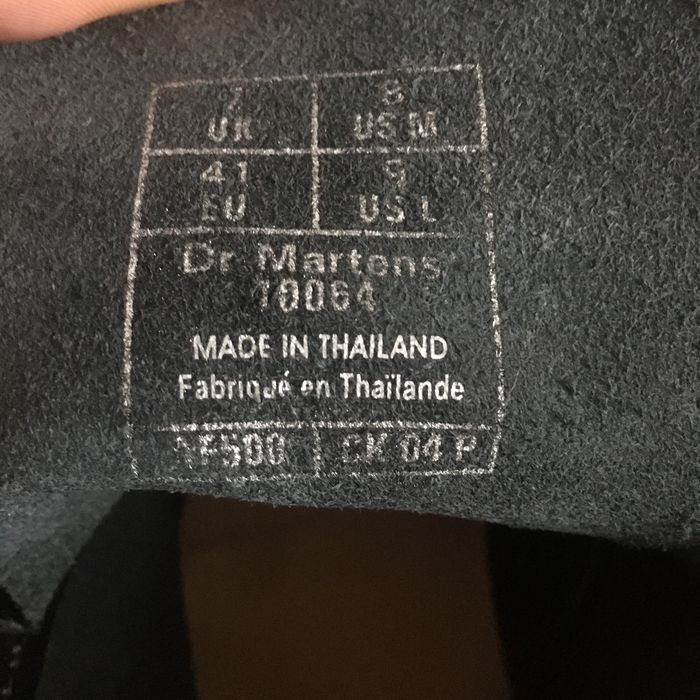 7 8
UK US M
41 9
EU US L
Dr Martens
10064
MADE IN THAILAND
Fabriqué en Thaïlande
CK 04 P